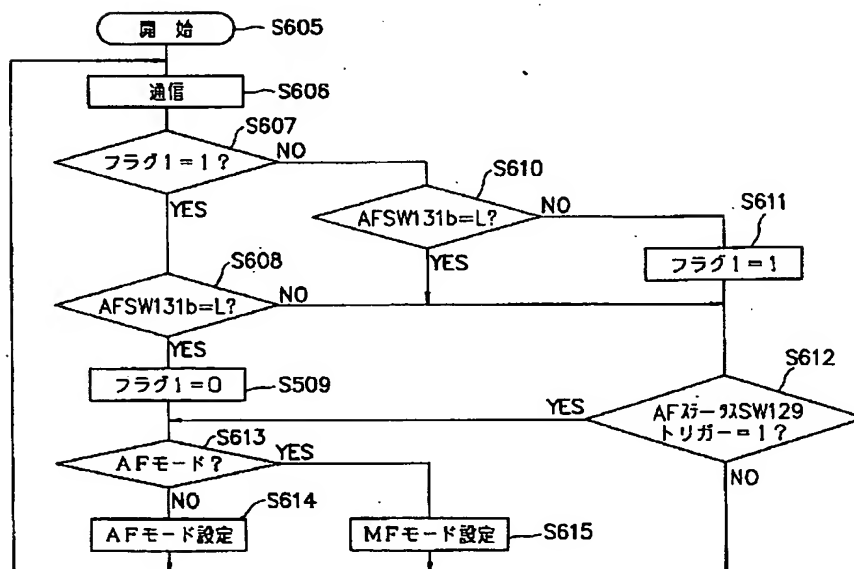 開始
S605
通信
S606
S607
フラグ1=1?
NO
YES
S610
AFSW131b=L?
NO
YES
S611
フラグ1=1
S608
AFSW131b=L?
NO
YES
フラグ1=0
S509
S612
AFステータスSW129
トリガー=1?
YES
NO
S613
AFモード?
YES
NO
S614
AFモード設定
MFモード設定
S615